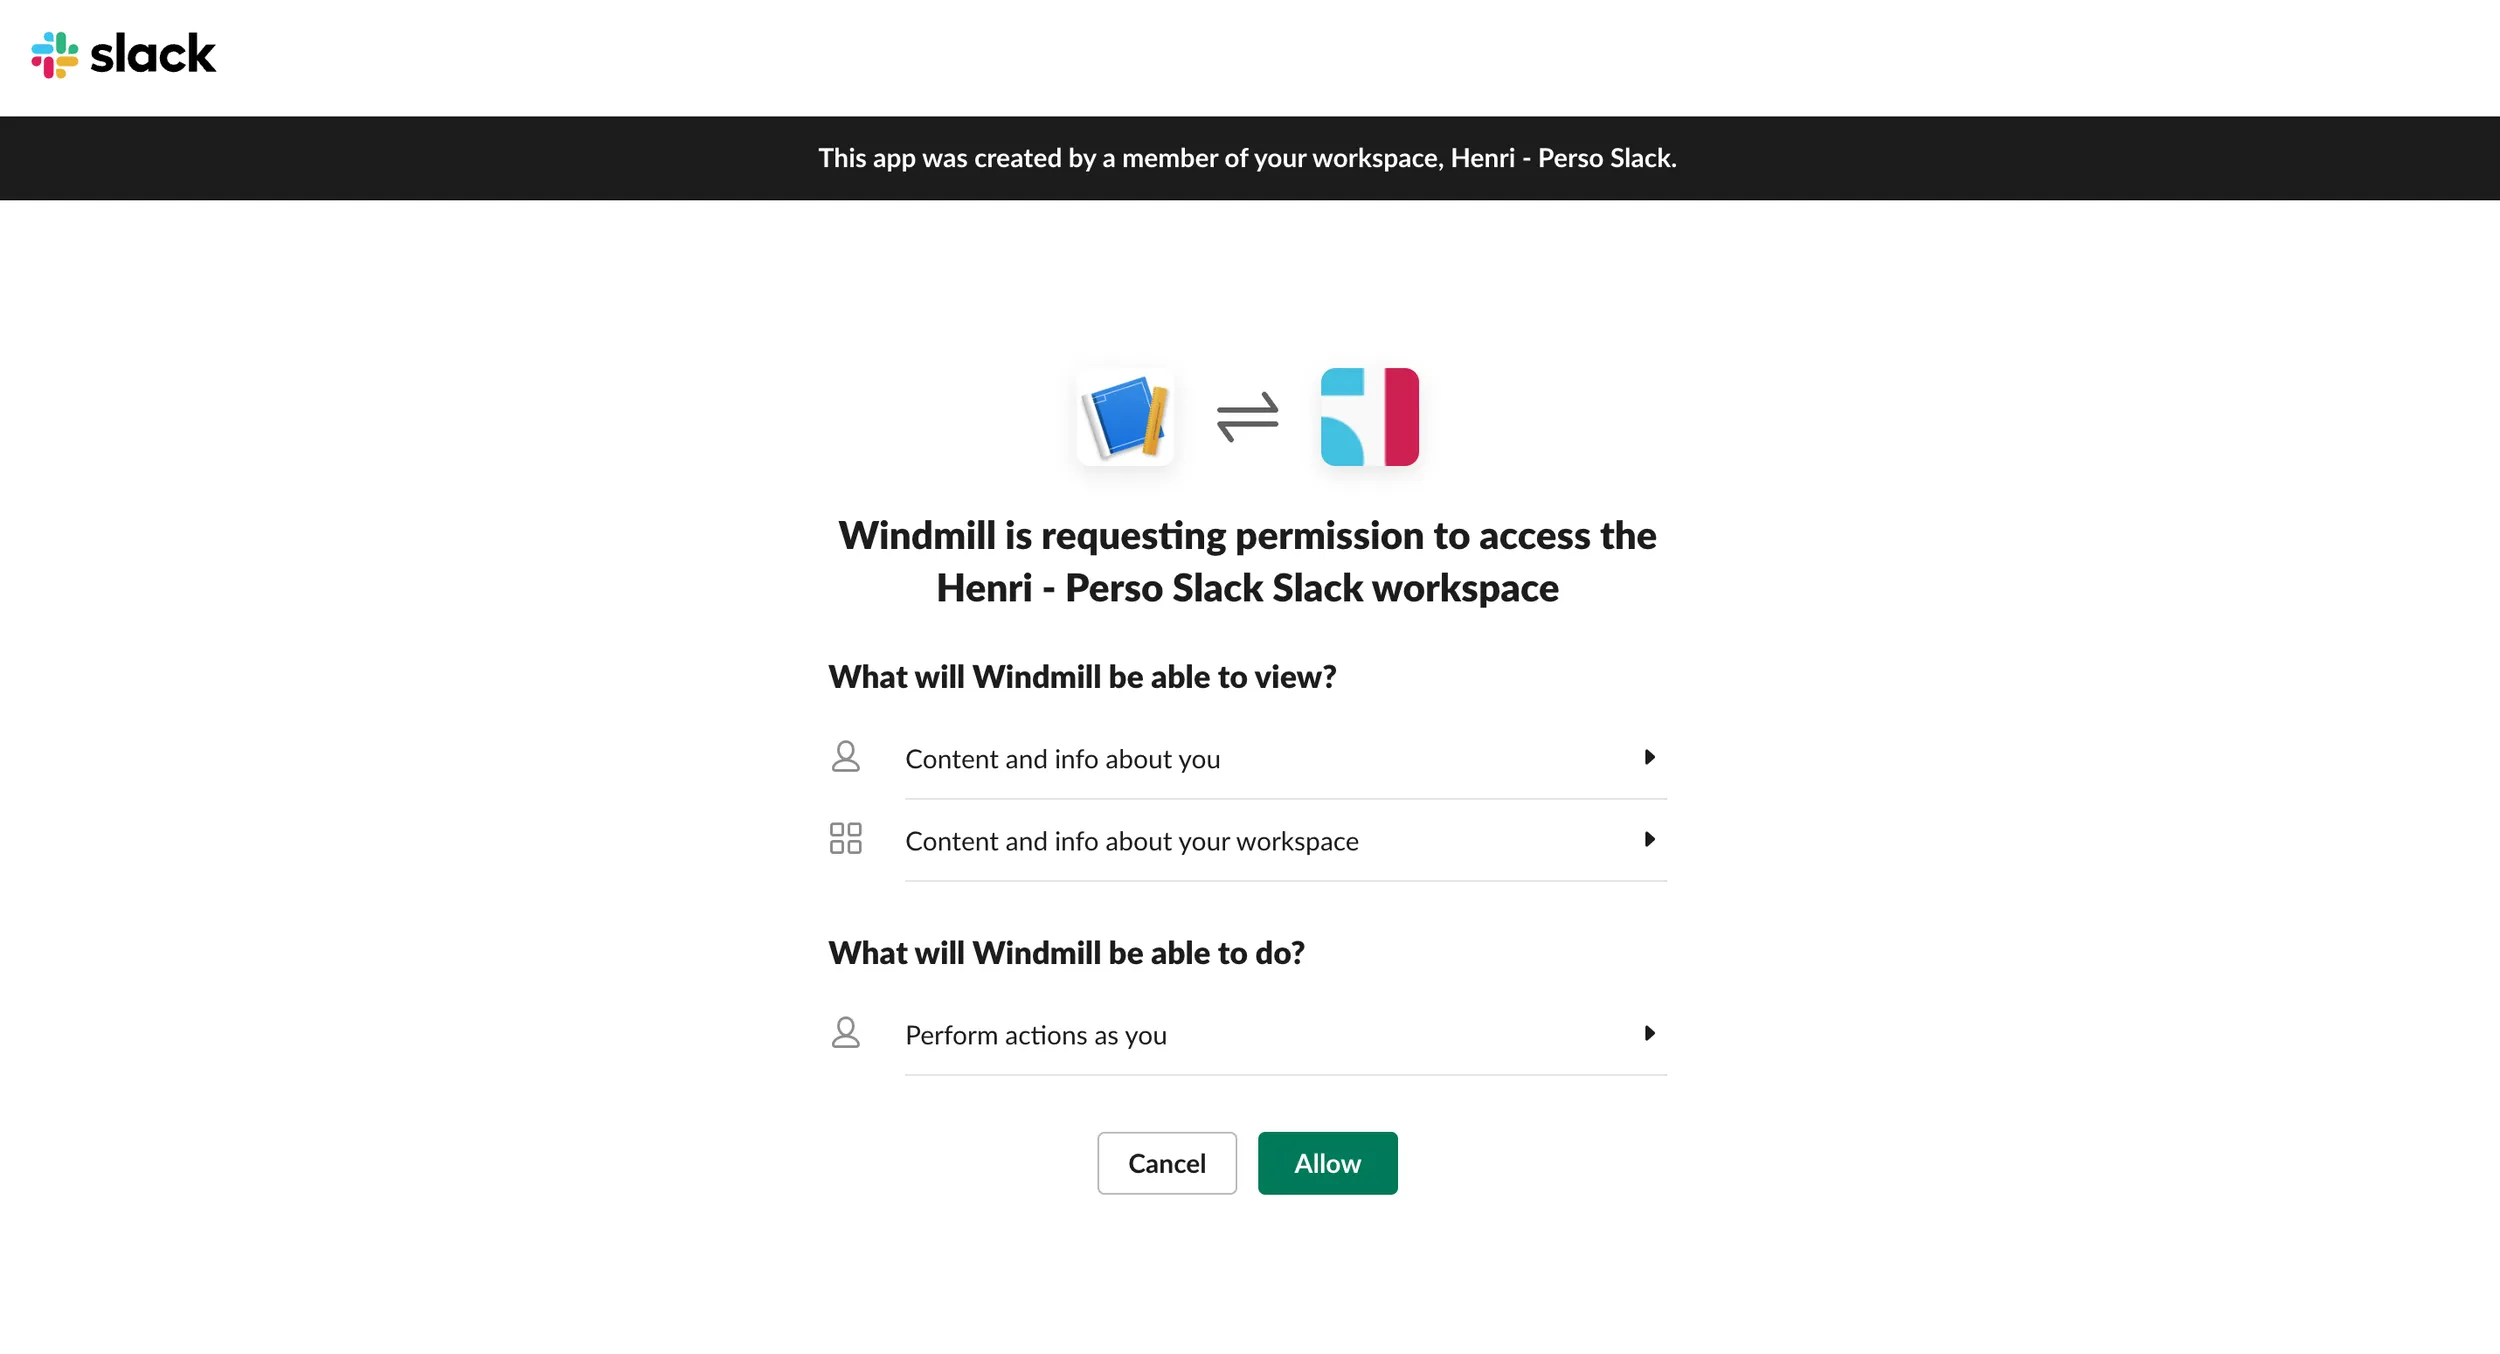 slack
This app was created by a member of your workspace, Henri - Perso Slack.
Windmill is requesting permission to access the
Henri - Perso Slack Slack workspace
What will Windmill be able to view?
Content and info about you
Content and info about your workspace
What will Windmill be able to do?
Perform actions as you
Cancel
Allow